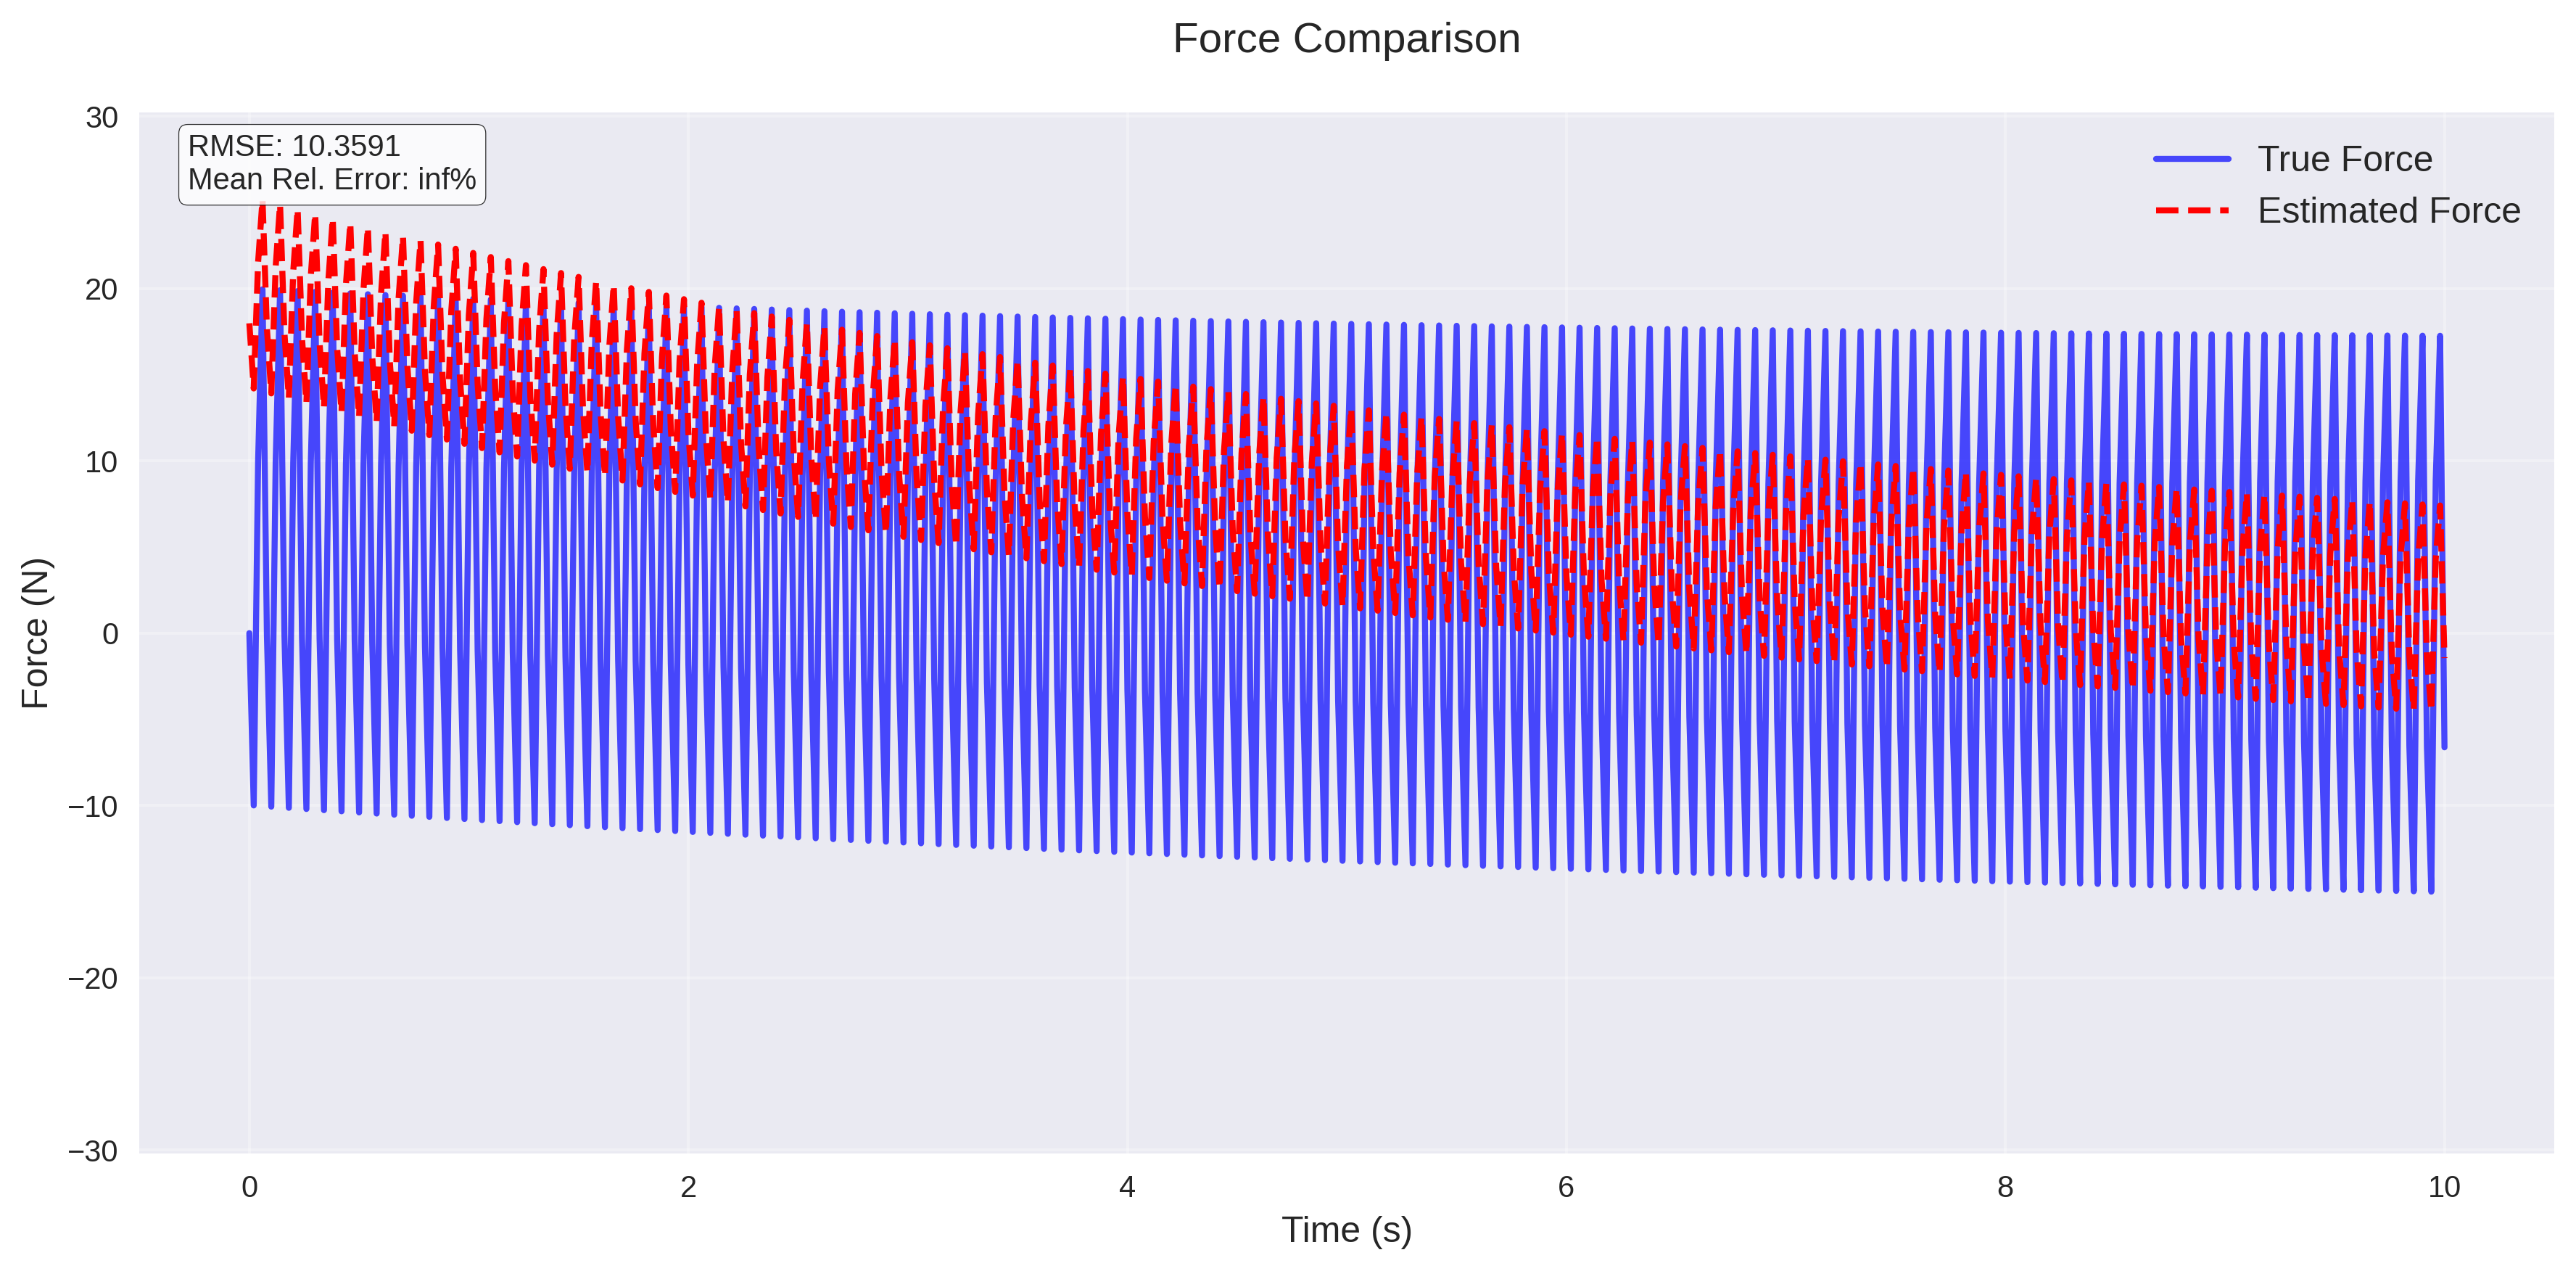 Force Comparison
30
RMSE: 10.3591
Mean Rel. Error: inf%
True Force
Estimated Force
20
10
Force (N)
0
−10
−20
−30
0
2
4
6
8
10
Time (s)